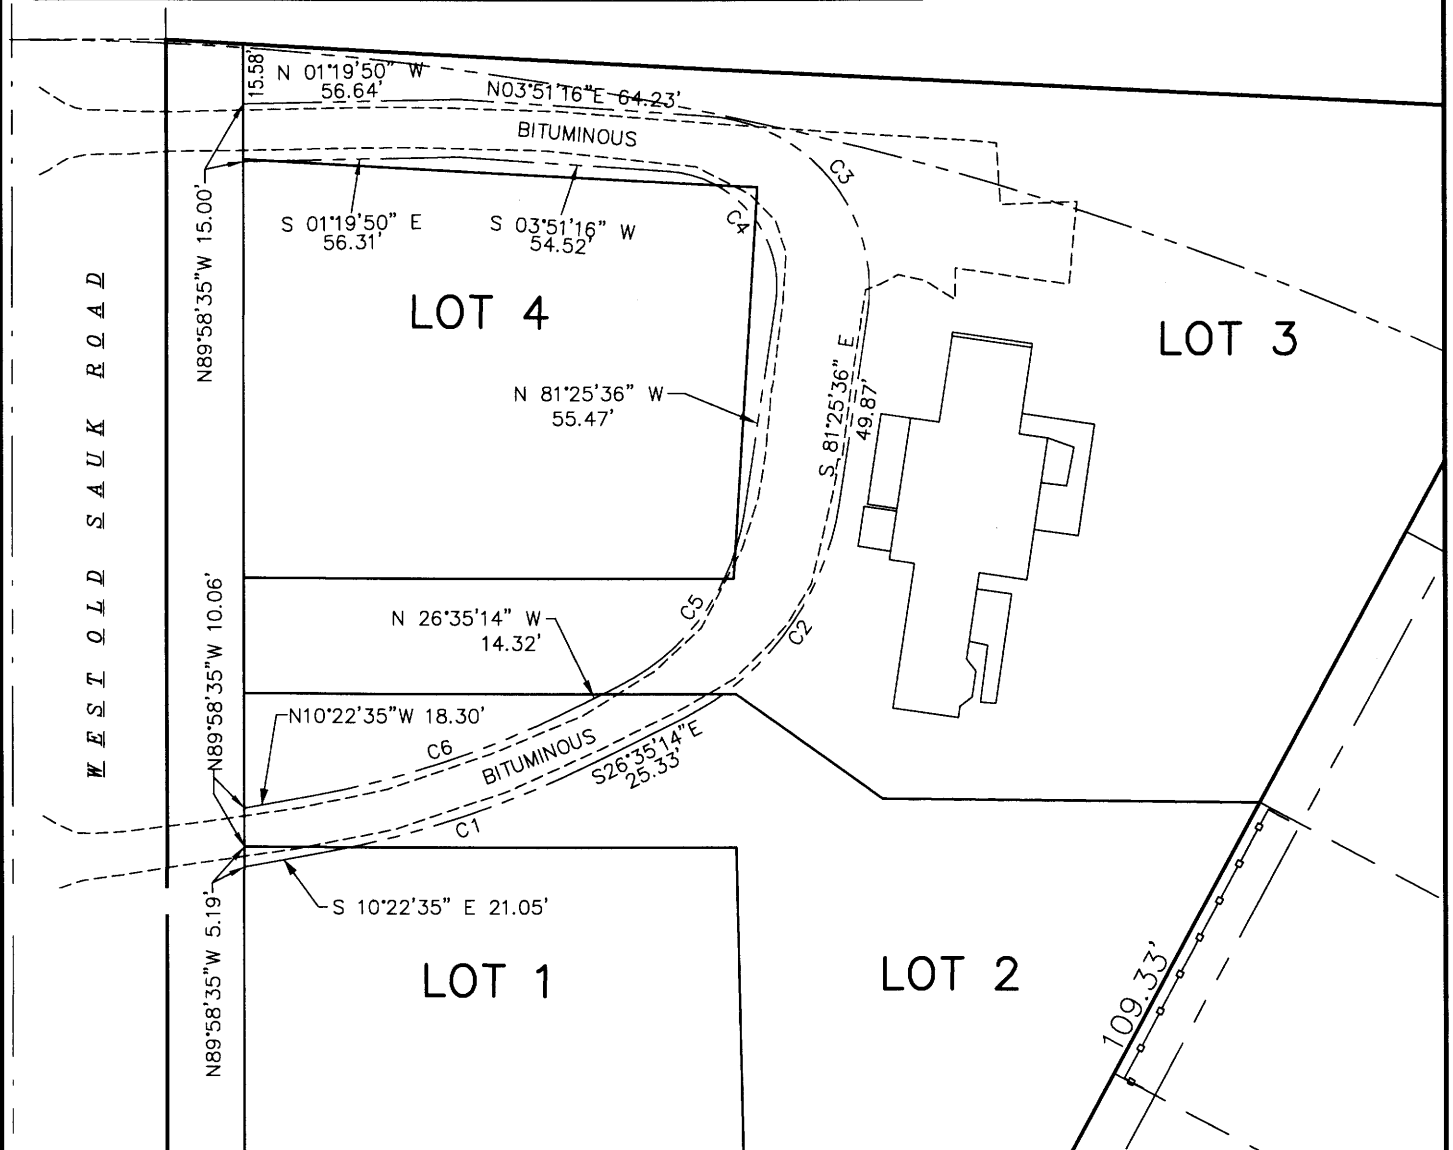 15.58'
N 01°19'50" W
56.64'
N03°51'16"E 64.23'
BITUMINOUS
C3
C4
S 01°19'50" E
56.31'
S 03°51'16" W
54.52'
N89°58'35"W 15.00'
WEST OLD SAUK ROAD
LOT 4
LOT 3
N 81°25'36" W
55.47'
S 81°25'36" E
49.87'
N89°58'35"W 10.06'
N 26°35'14" W
14.32'
C5
C2
N10°22'35"W 18.30'
C6
BITUMINOUS
S26°35'14"E
25.33'
C1
S 10°22'35" E 21.05'
N89°58'35"W 5.19'
LOT 1
LOT 2
109.33'